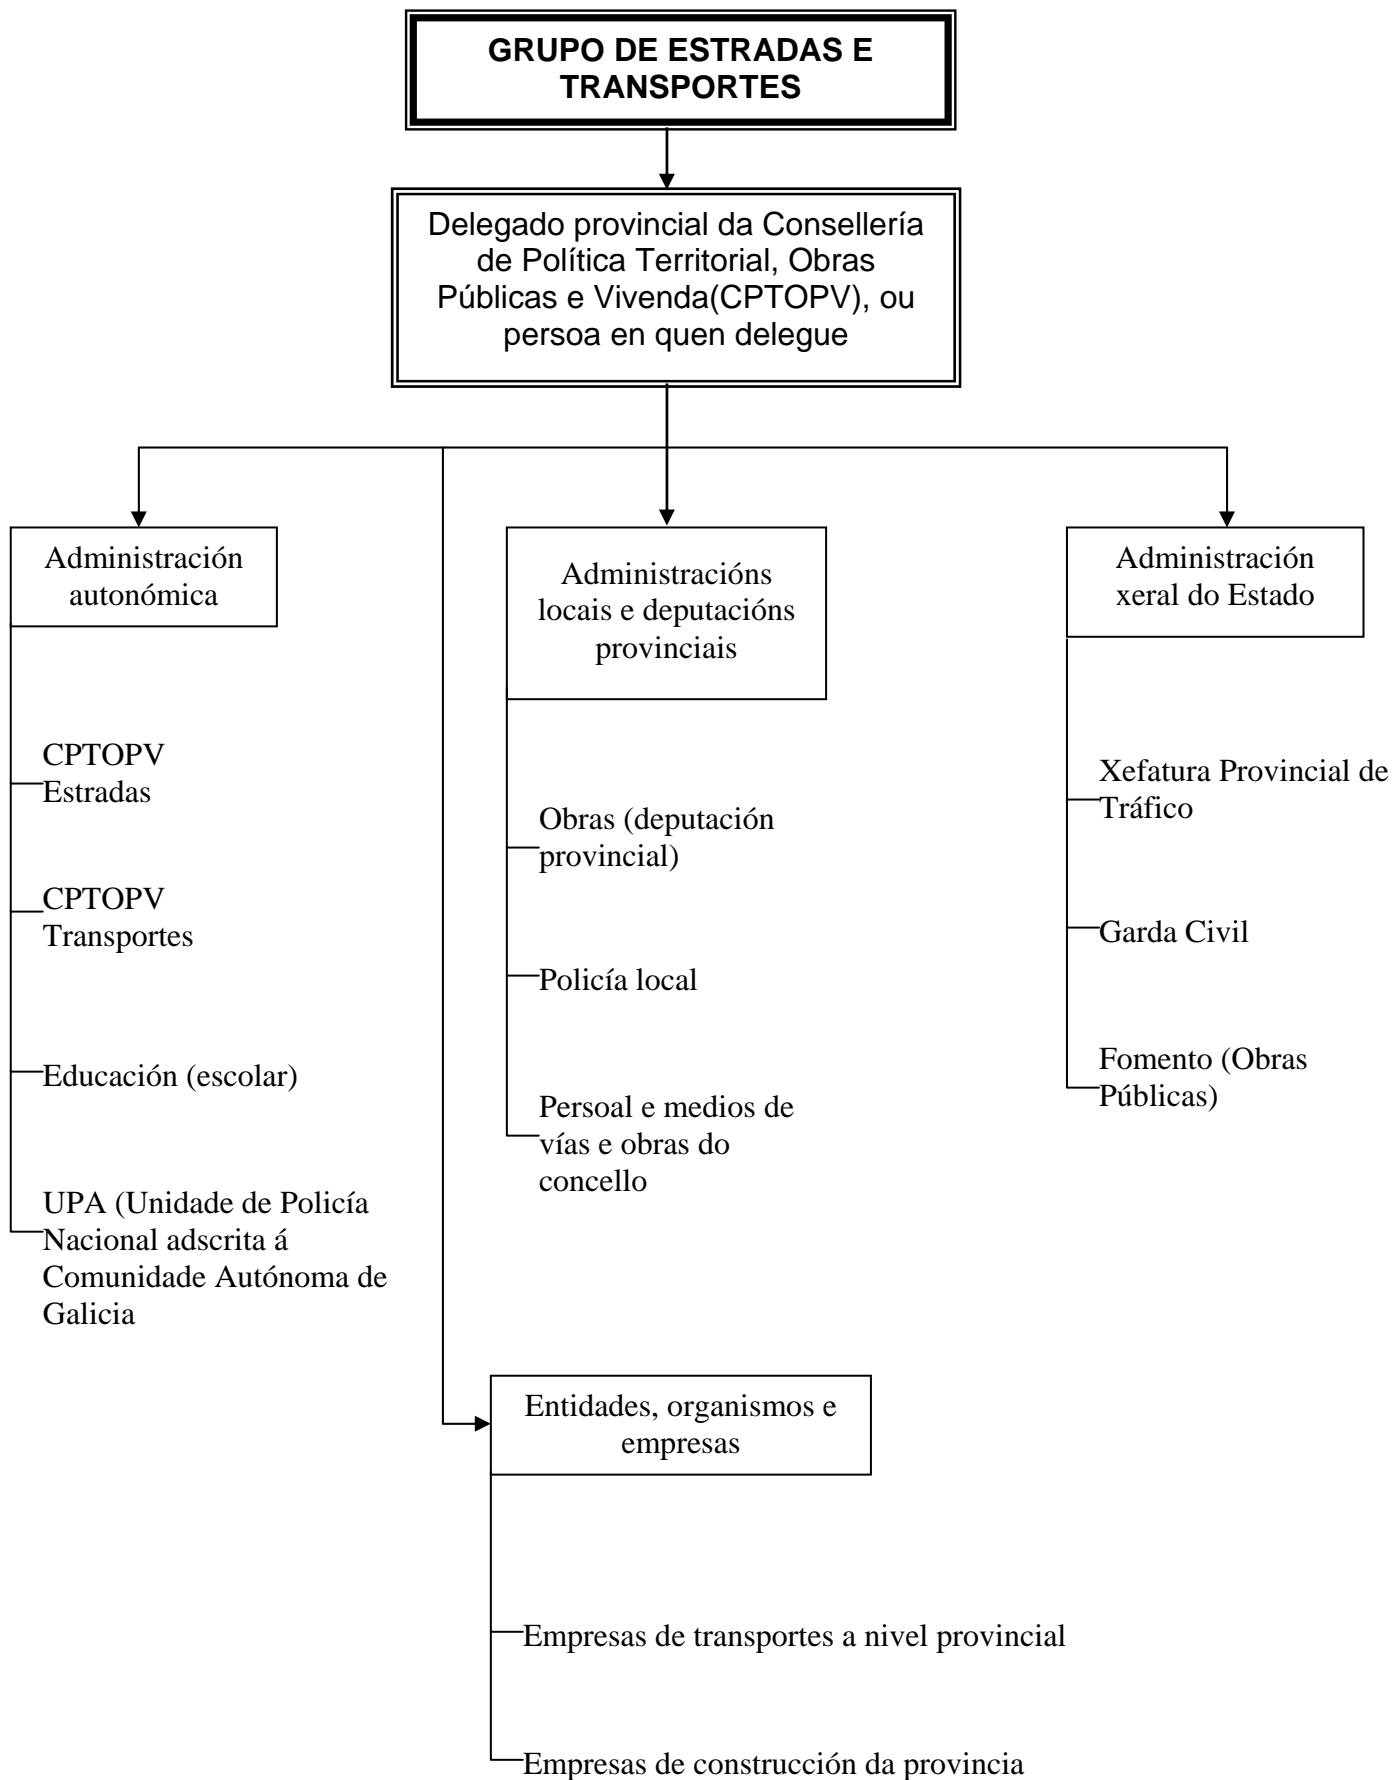 GRUPO DE ESTRADAS E
TRANSPORTES
Delegado provincial da Consellería
de Política Territorial, Obras
Públicas e Vivenda(CPTOPV), ou
persoa en quen delegue
Administración
autonómica
CPTOPV
Estradas
CPTOPV
Transportes
Educación (escolar)
UPA (Unidade de Policía
Nacional adscrita á
Comunidade Autónoma de
Galicia
Administracións
locais e deputacións
provinciais
Obras (deputación
provincial)
Policía local
Persoal e medios de
vías e obras do
concello
Administración
xeral do Estado
Xefatura Provincial de
Tráfico
Garda Civil
Fomento (Obras
Públicas)
Entidades, organismos e
empresas
Empresas de transportes a nivel provincial
Empresas de construcción da provincia